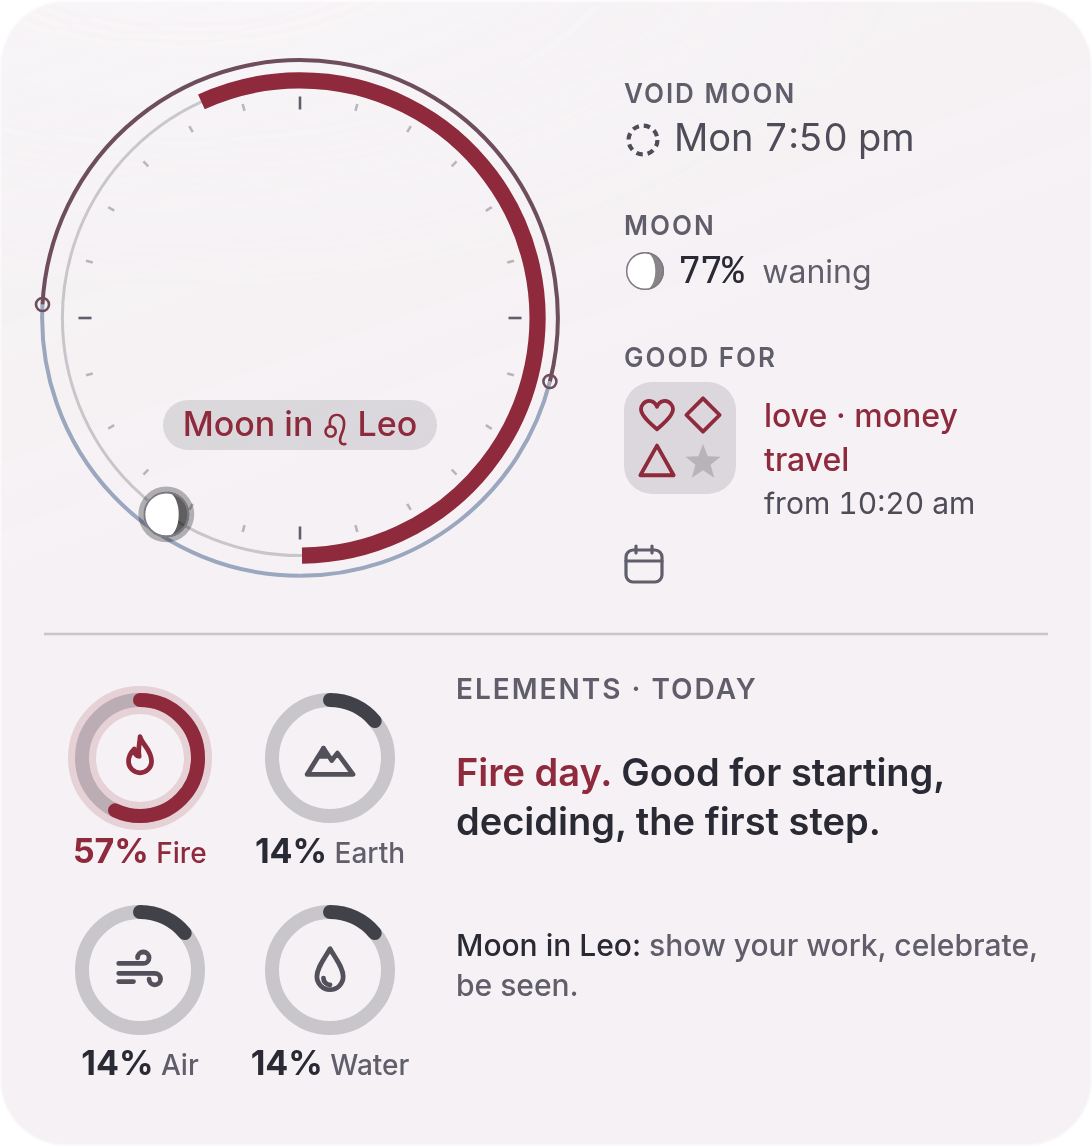 VOID MOON
Mon 7:50 pm
MOON
77% waning
GOOD FOR
love · money
travel
from 10:20 am
Moon in ♌ Leo
ELEMENTS · TODAY
Fire day. Good for starting,
deciding, the first step.
57% Fire
14% Earth
14% Air
14% Water
Moon in Leo: show your work, celebrate,
be seen.